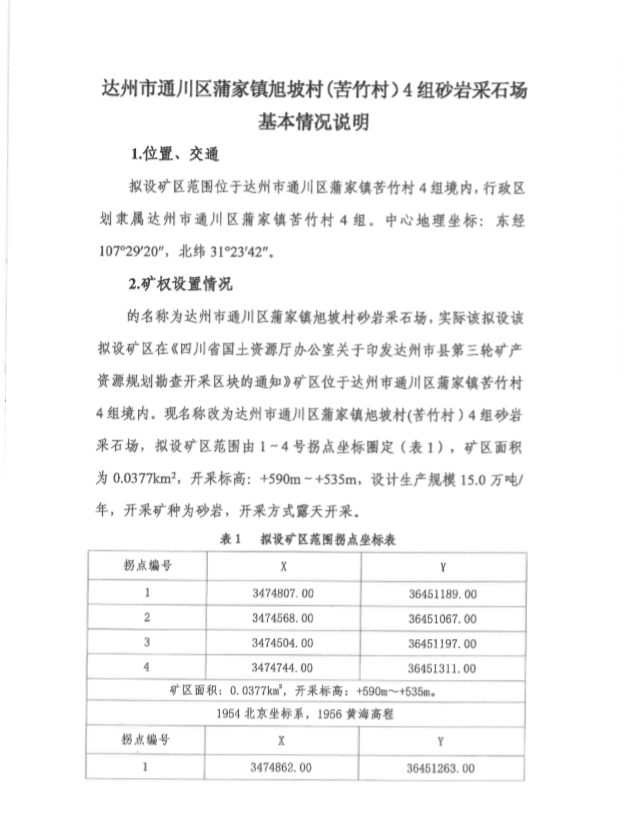 达州市通川区蒲家镇旭坡村(苦竹村)4组砂岩采石场
基本情况说明
1.位置、交通
拟设矿区范围位于达州市通川区蒲家镇苦竹村4组境内,行政区
划隶属达州市通川区蒲家镇苦竹村4组。中心地理坐标：东经
107°29′20″，北纬31°23′42″。
2.矿权设置情况
的名称为达州市通川区蒲家镇旭坡村砂岩采石场,实际该拟设该
拟设矿区在《四川省国土资源厅办公室关于印发达州市县第三轮矿产
资源规划勘查开采区块的通知》矿区位于达州市通川区蒲家镇苦竹村
4组境内。现名称改为达州市通川区蒲家镇旭坡村(苦竹村)4组砂岩
采石场，拟设矿区范围由1~4号拐点坐标圈定（表1），矿区面积
为0.0377km²，开采标高：+590m~+535m，设计生产规模15.0万吨/
年，开采矿种为砂岩，开采方式露天开采。
表1 拟设矿区范围拐点坐标表
拐点编号 X Y
1 3474807.00 36451189.00
2 3474568.00 36451067.00
3 3474504.00 36451197.00
4 3474744.00 36451311.00
矿区面积：0.0377km²，开采标高：+590m~+535m。
1954北京坐标系，1956黄海高程
拐点编号 X Y
1 3474862.00 36451263.00